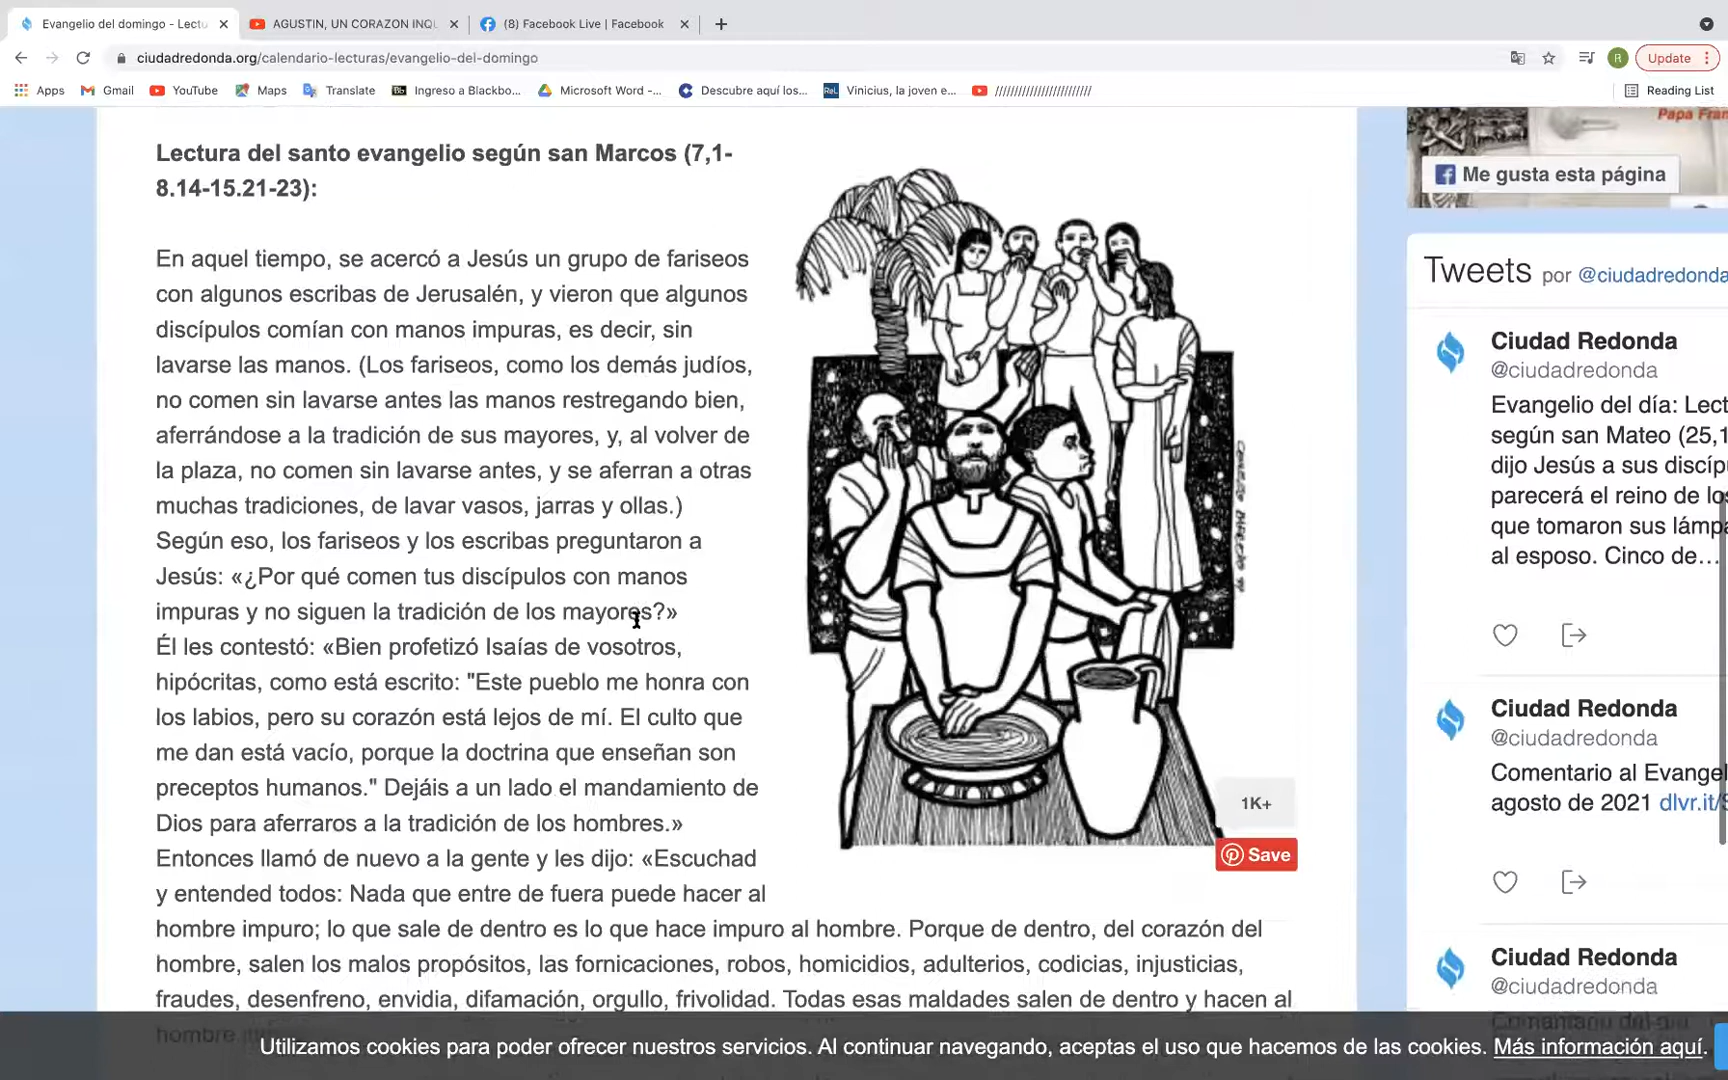 Evangelio del domingo - Lectu
AGUSTIN, UN CORAZON INQU
(8) Facebook Live | Facebook
ciudadredonda.org/calendario-lecturas/evangelio-del-domingo
R
Update
Apps
Gmail
YouTube
Maps
Translate
Bb Ingreso a Blackbo...
Microsoft Word -...
Descubre aquí los...
ReL Vinicius, la joven e...
////////////////////////
Reading List
Lectura del santo evangelio según san Marcos (7,1-
8.14-15.21-23):
En aquel tiempo, se acercó a Jesús un grupo de fariseos
con algunos escribas de Jerusalén, y vieron que algunos
discípulos comían con manos impuras, es decir, sin
lavarse las manos. (Los fariseos, como los demás judíos,
no comen sin lavarse antes las manos restregando bien,
aferrándose a la tradición de sus mayores, y, al volver de
la plaza, no comen sin lavarse antes, y se aferran a otras
muchas tradiciones, de lavar vasos, jarras y ollas.)
Según eso, los fariseos y los escribas preguntaron a
Jesús: «¿Por qué comen tus discípulos con manos
impuras y no siguen la tradición de los mayores?»
Él les contestó: «Bien profetizó Isaías de vosotros,
hipócritas, como está escrito: "Este pueblo me honra con
los labios, pero su corazón está lejos de mí. El culto que
me dan está vacío, porque la doctrina que enseñan son
preceptos humanos." Dejáis a un lado el mandamiento de
Dios para aferraros a la tradición de los hombres.»
Entonces llamó de nuevo a la gente y les dijo: «Escuchad
y entended todos: Nada que entre de fuera puede hacer al
hombre impuro; lo que sale de dentro es lo que hace impuro al hombre. Porque de dentro, del corazón del
hombre, salen los malos propósitos, las fornicaciones, robos, homicidios, adulterios, codicias, injusticias,
fraudes, desenfreno, envidia, difamación, orgullo, frivolidad. Todas esas maldades salen de dentro y hacen al
hombre
1K+
Save
Papa Fran
Me gusta esta página
Tweets por @ciudadredonda
Ciudad Redonda
@ciudadredonda
Evangelio del día: Lect
según san Mateo (25,1
dijo Jesús a sus discípu
parecerá el reino de los
que tomaron sus lámpa
al esposo. Cinco de…
Ciudad Redonda
@ciudadredonda
Comentario al Evangel
agosto de 2021 dlvr.it/S
Ciudad Redonda
@ciudadredonda
Utilizamos cookies para poder ofrecer nuestros servicios. Al continuar navegando, aceptas el uso que hacemos de las cookies. Más información aquí.